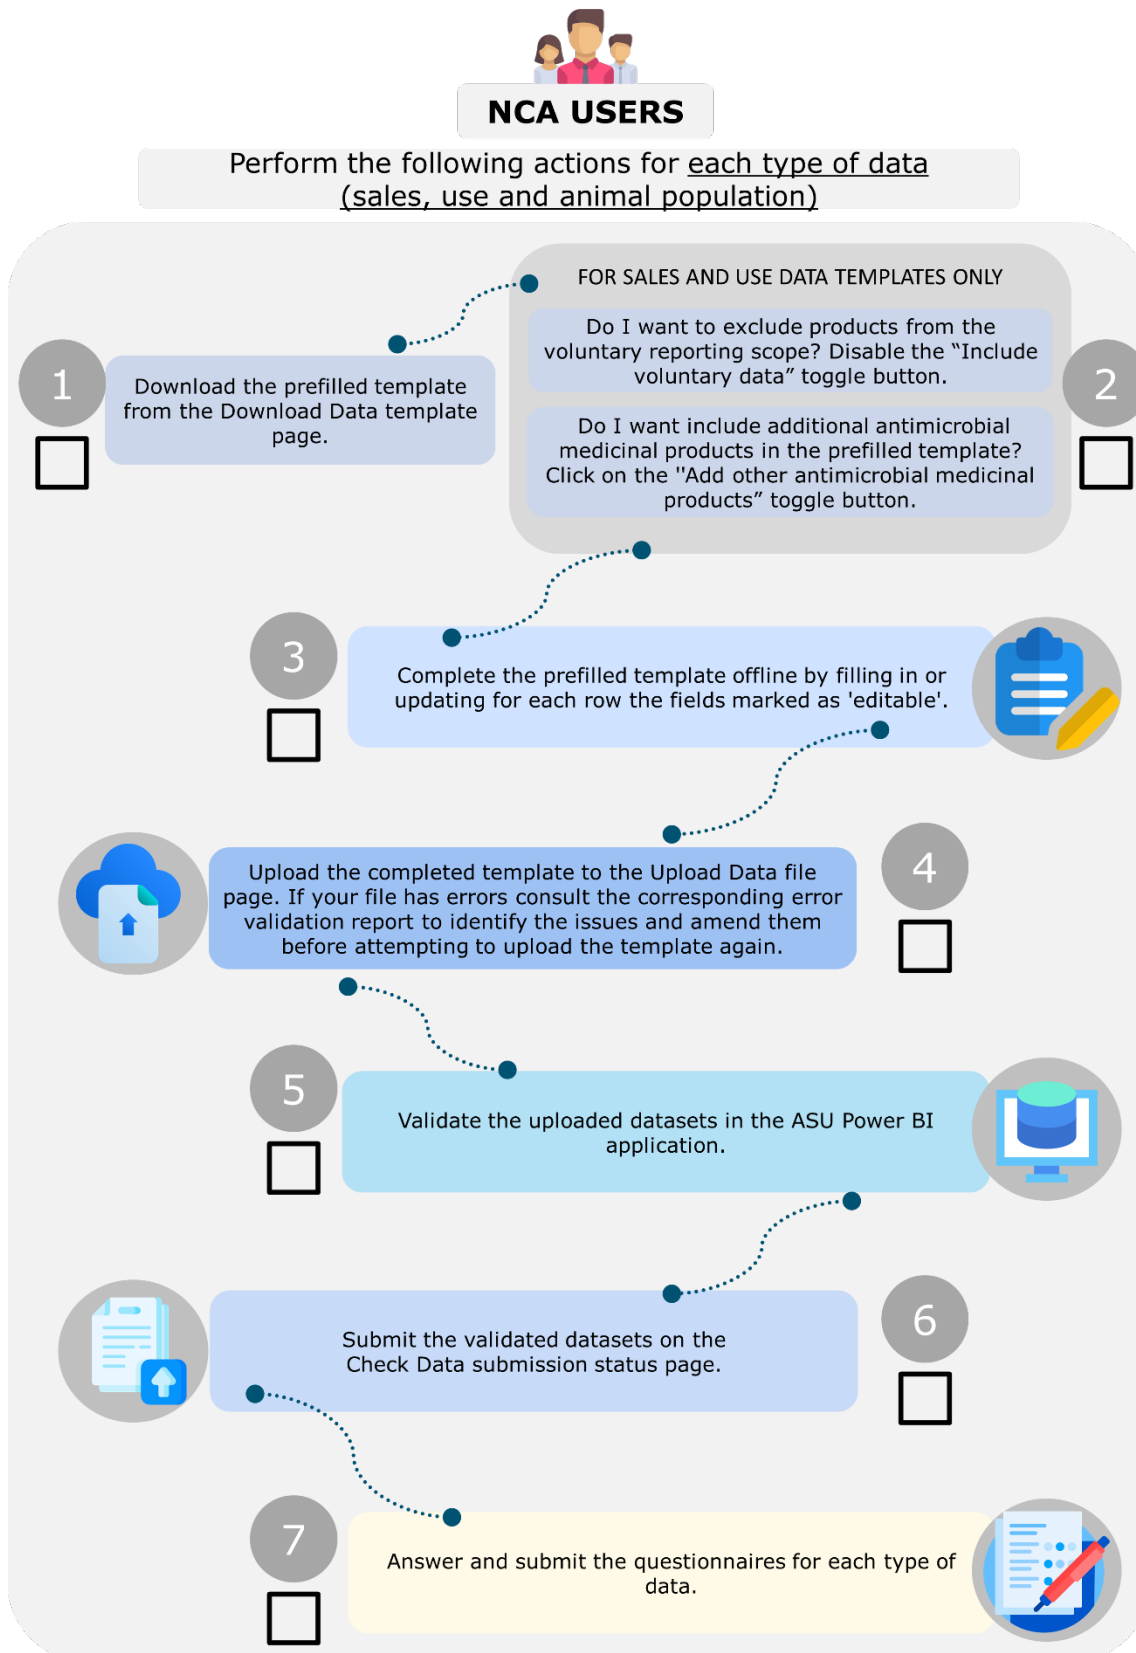 NCA USERS
Perform the following actions for each type of data
(sales, use and animal population)
1
Download the prefilled template
from the Download Data template
page.
FOR SALES AND USE DATA TEMPLATES ONLY
Do I want to exclude products from the
voluntary reporting scope? Disable the “Include
voluntary data” toggle button.
Do I want include additional antimicrobial
medicinal products in the prefilled template?
Click on the "Add other antimicrobial medicinal
products” toggle button.
2
3
Complete the prefilled template offline by filling in or
updating for each row the fields marked as 'editable'.
Upload the completed template to the Upload Data file
page. If your file has errors consult the corresponding error
validation report to identify the issues and amend them
before attempting to upload the template again.
4
5
Validate the uploaded datasets in the ASU Power BI
application.
Submit the validated datasets on the
Check Data submission status page.
6
7
Answer and submit the questionnaires for each type of
data.